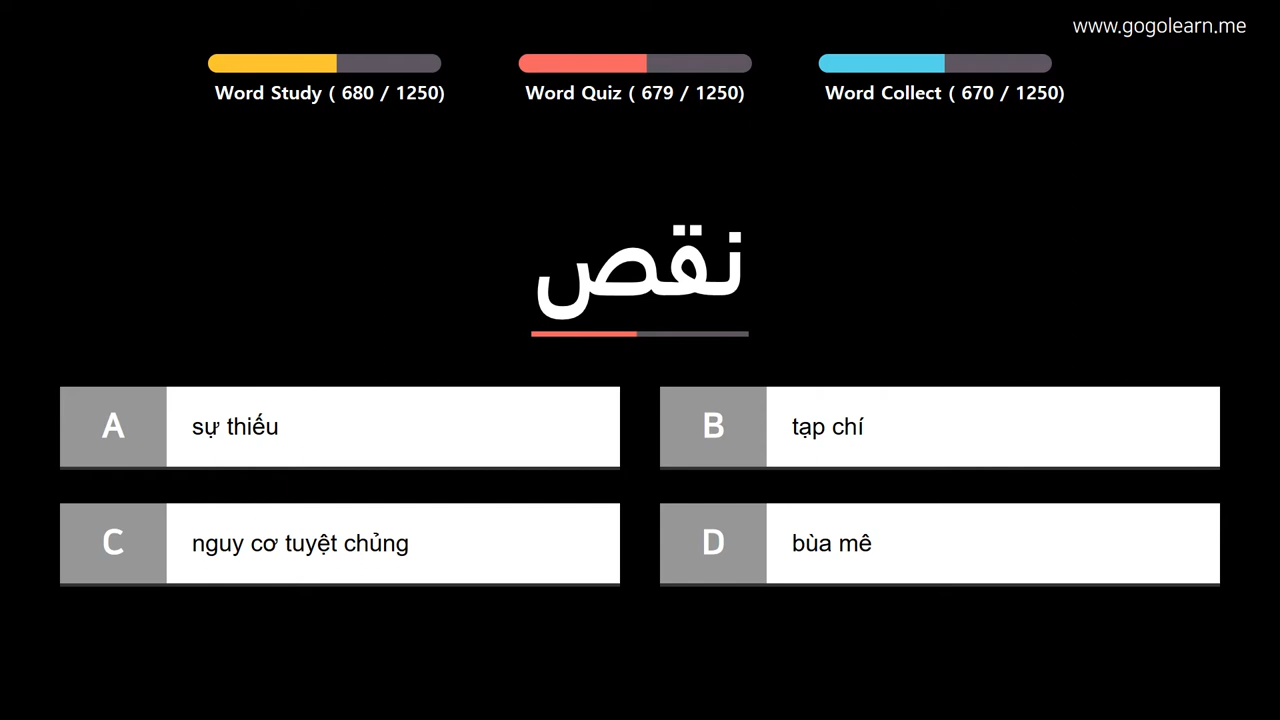 www.gogolearn.me
Word Study ( 680 / 1250)
Word Quiz ( 679 / 1250)
Word Collect ( 670 / 1250)
نقص
A
sự thiếu
B
tạp chí
C
nguy cơ tuyệt chủng
D
bùa mê